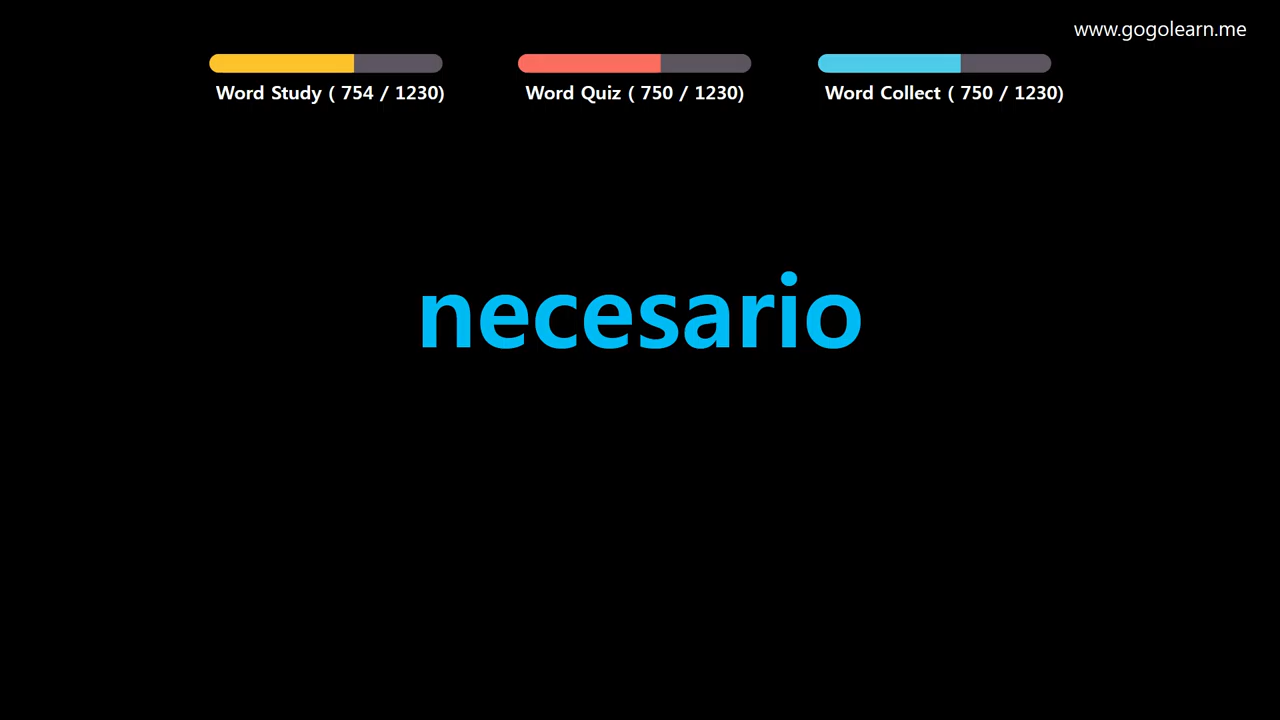 www.gogolearn.me
Word Study ( 754 / 1230)
Word Quiz ( 750 / 1230)
Word Collect ( 750 / 1230)
necesario